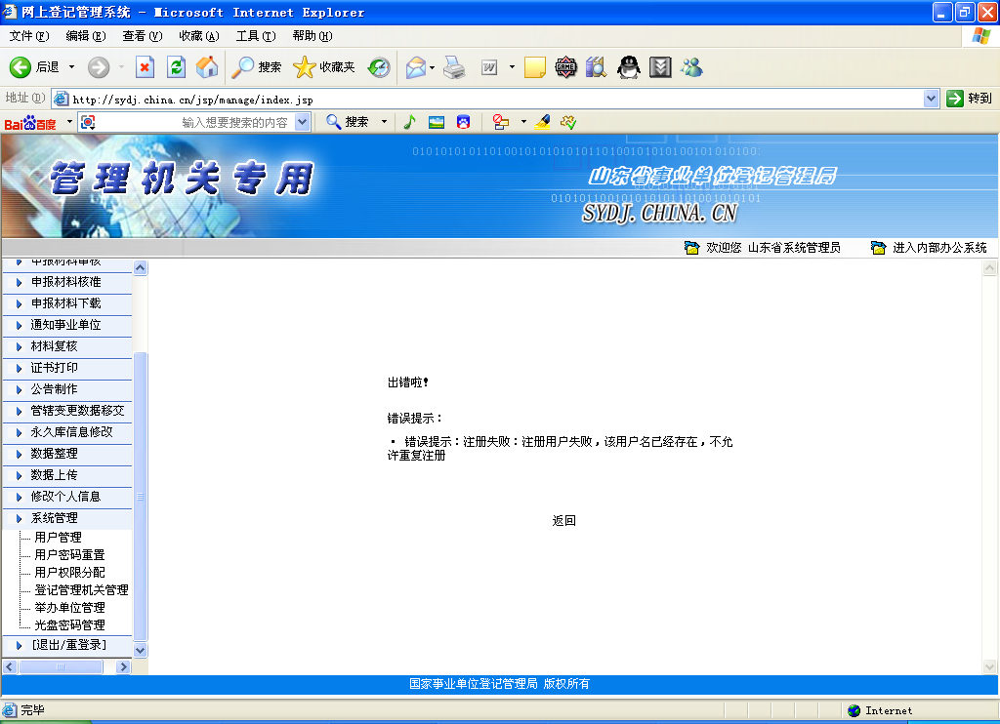 网上登记管理系统 - Microsoft Internet Explorer
文件(F) 编辑(E) 查看(V) 收藏(A) 工具(T) 帮助(H)
后退 搜索 收藏夹
地址(D) http://sydj.china.cn/jsp/manage/index.jsp 转到
Bai百度 输入想要搜索的内容 搜索
管理机关专用
山东省事业单位登记管理局
SYDJ.CHINA.CN
欢迎您 山东省系统管理员 进入内部办公系统
申报材料审核
申报材料核准
申报材料下载
通知事业单位
材料复核
证书打印
公告制作
管辖变更数据移交
永久库信息修改
数据整理
数据上传
修改个人信息
系统管理
用户管理
用户密码重置
用户权限分配
登记管理机关管理
举办单位管理
光盘密码管理
[退出/重登录]
出错啦!
错误提示：
• 错误提示：注册失败：注册用户失败，该用户名已经存在，不允
许重复注册
返回
国家事业单位登记管理局 版权所有
完毕 Internet